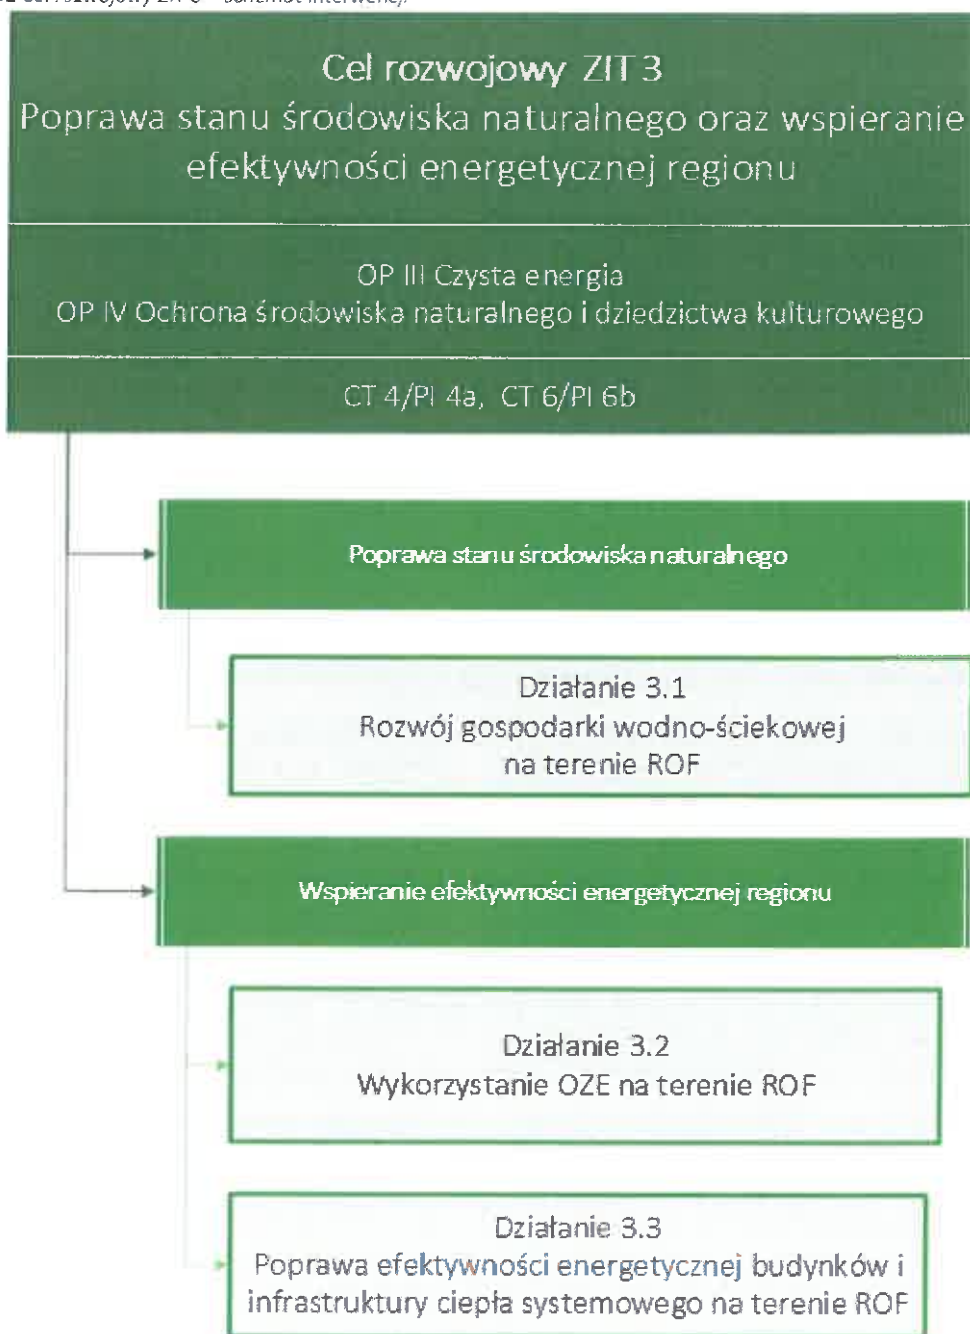 Cel rozwojowy ZIT 3
Poprawa stanu środowiska naturalnego oraz wspieranie
efektywności energetycznej regionu
OP III Czysta energia
OP IV Ochrona środowiska naturalnego i dziedzictwa kulturowego
CT 4/PI 4a, CT 6/PI 6b
Poprawa stanu środowiska naturalnego
Działanie 3.1
Rozwój gospodarki wodno-ściekowej
na terenie ROF
Wspieranie efektywności energetycznej regionu
Działanie 3.2
Wykorzystanie OZE na terenie ROF
Działanie 3.3
Poprawa efektywności energetycznej budynków i
infrastruktury ciepła systemowego na terenie ROF